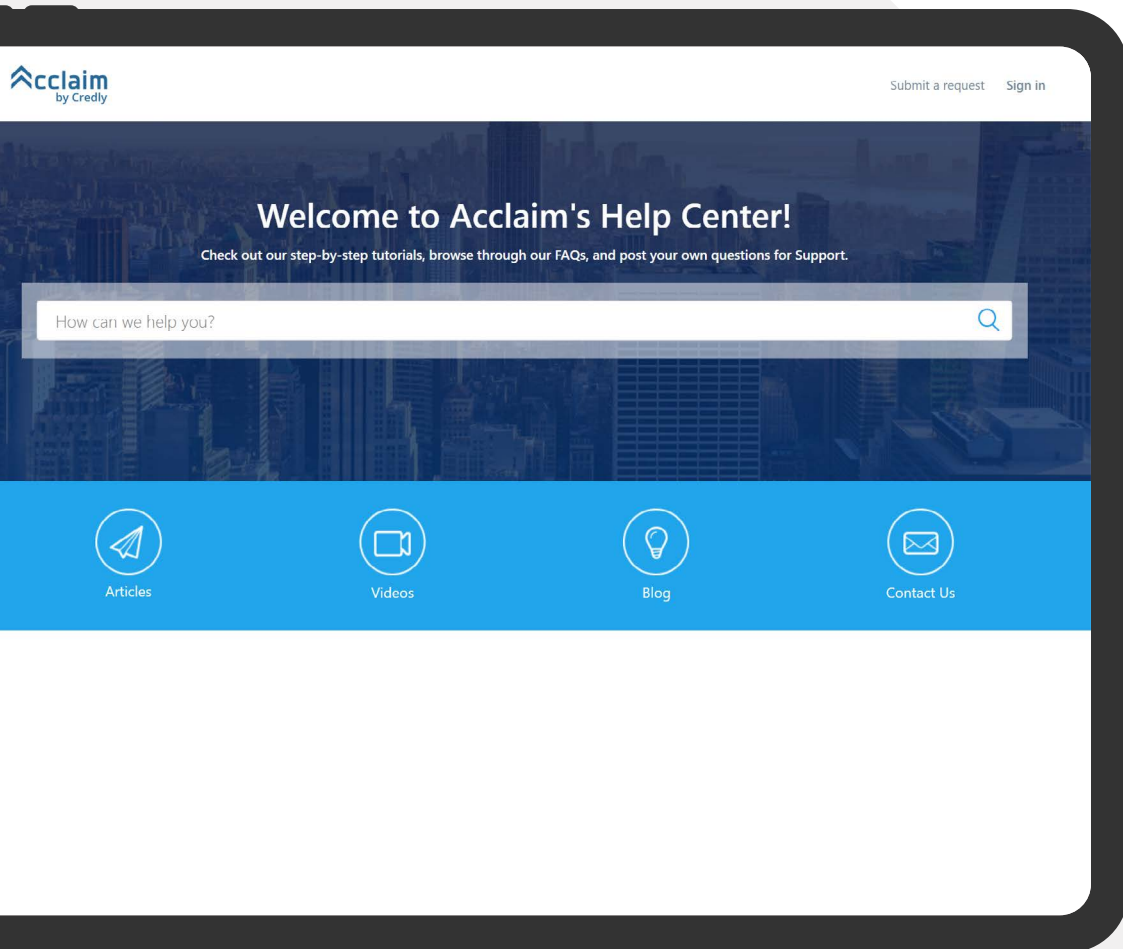 Acclaim
by Credly
Submit a request Sign in
Welcome to Acclaim's Help Center!
Check out our step-by-step tutorials, browse through our FAQs, and post your own questions for Support.
How can we help you?
Articles Videos Blog Contact Us